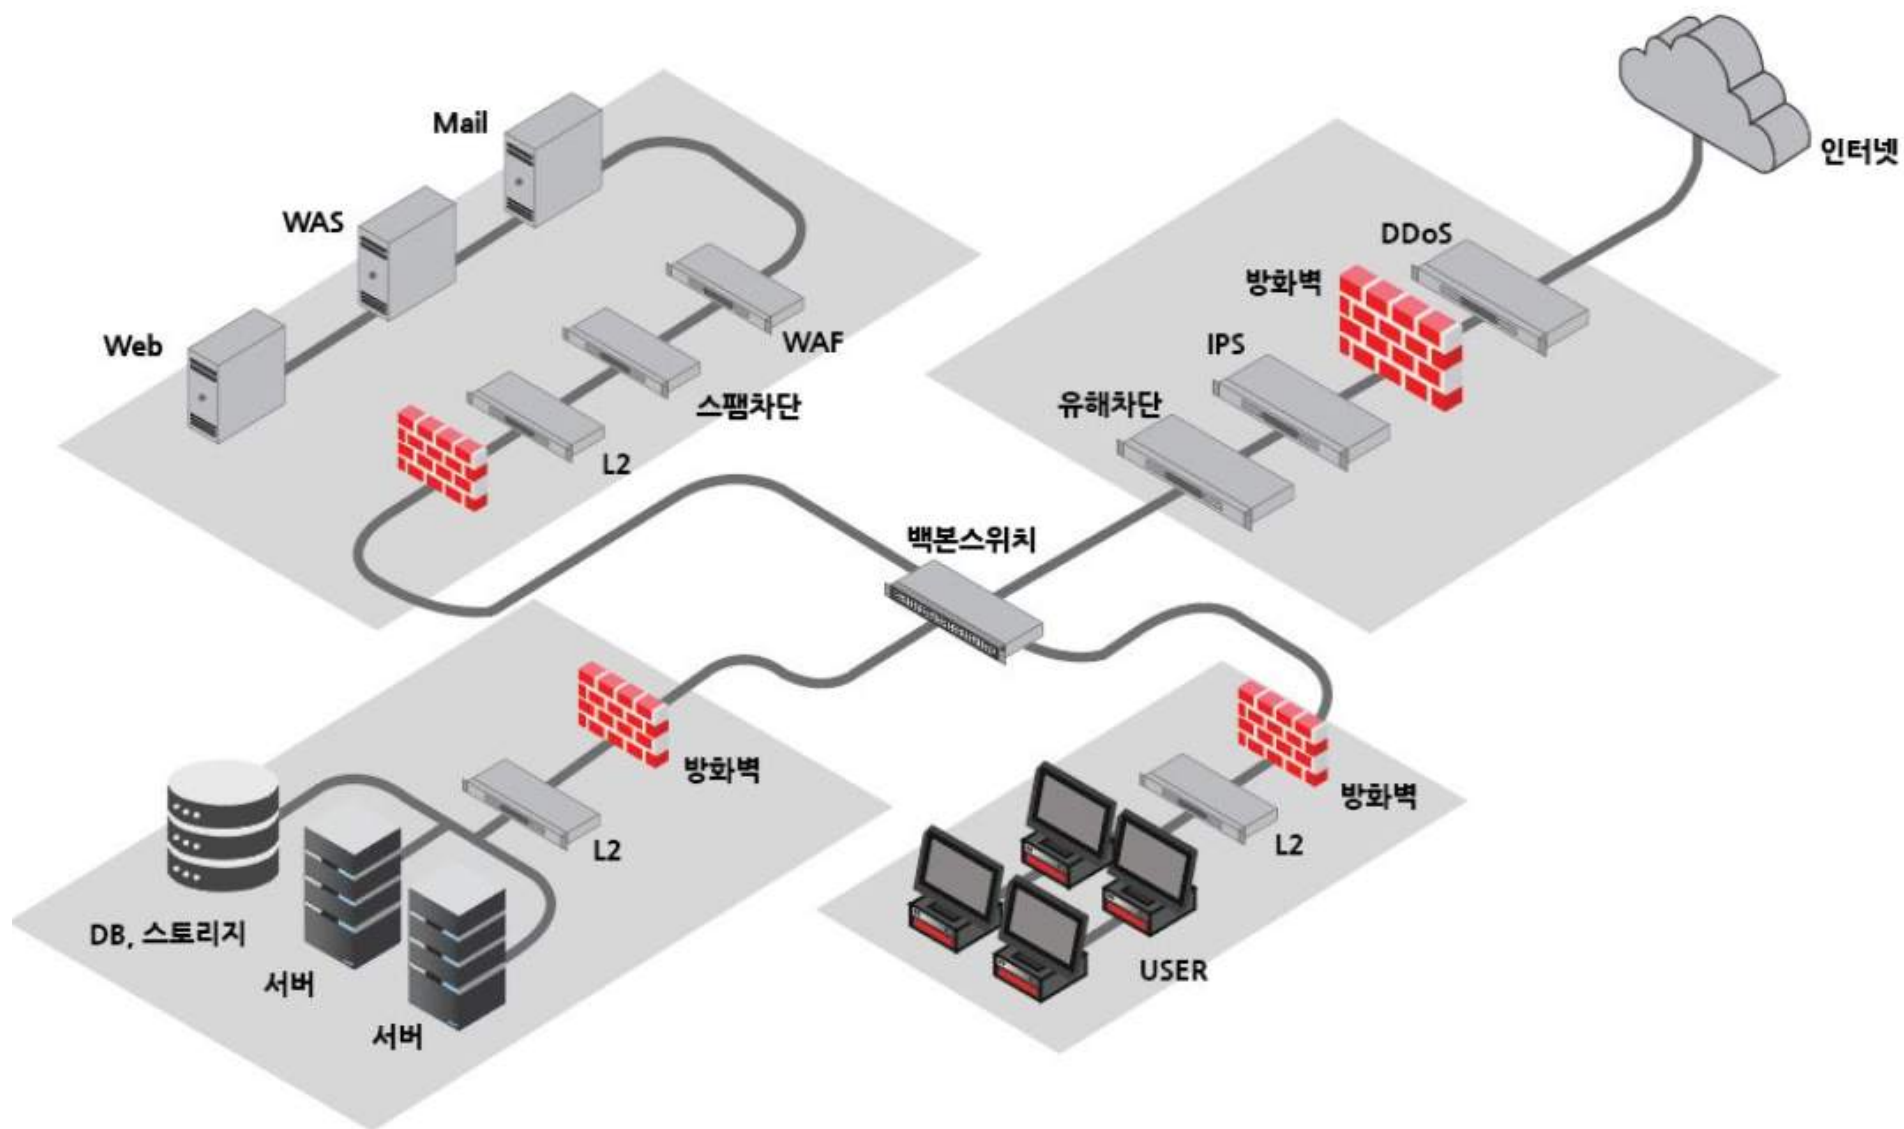 Mail
WAS
Web
WAF
스팸차단
L2
인터넷
DDoS
방화벽
IPS
유해차단
백본스위치
방화벽
L2
DB, 스토리지
서버
서버
방화벽
L2
USER